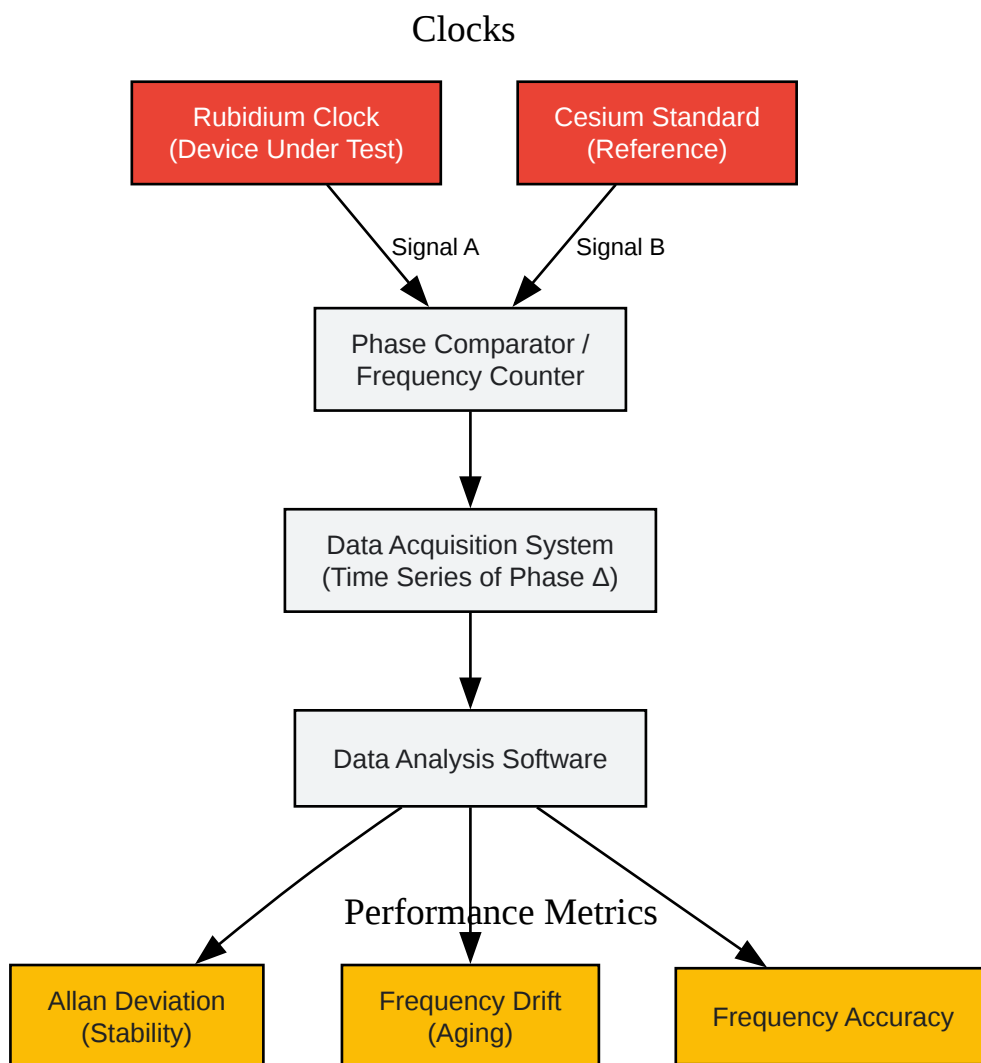 Clocks
Rubidium Clock
(Device Under Test)
Cesium Standard
(Reference)
Signal A
Signal B
Phase Comparator /
Frequency Counter
Data Acquisition System
(Time Series of Phase Δ)
Data Analysis Software
Performance Metrics
Allan Deviation
(Stability)
Frequency Drift
(Aging)
Frequency Accuracy